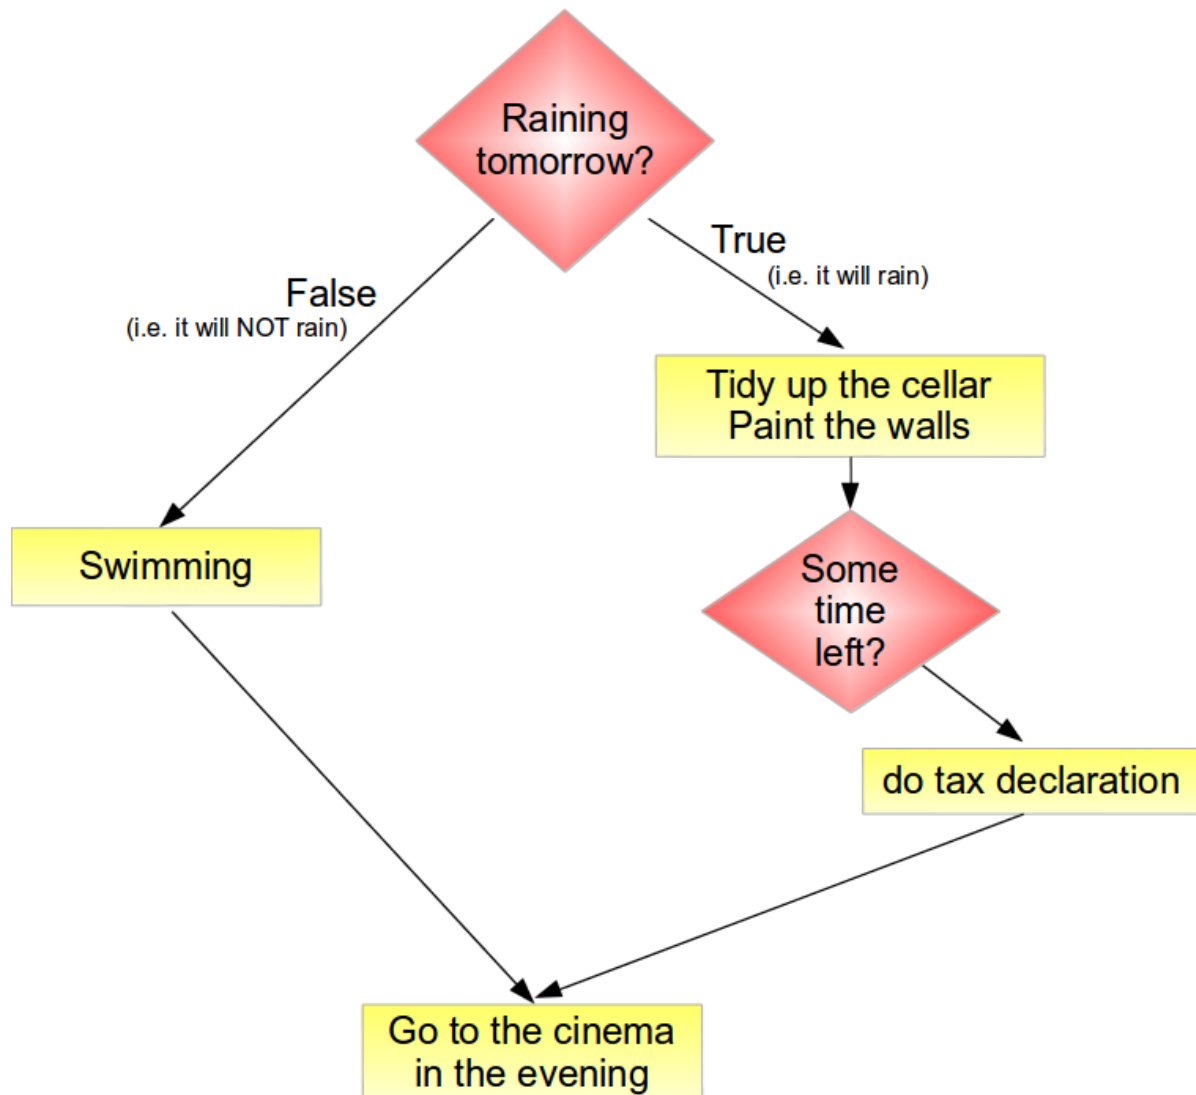 Raining
tomorrow?
True
(i.e. it will rain)
False
(i.e. it will NOT rain)
Tidy up the cellar
Paint the walls
Swimming
Some
time
left?
do tax declaration
Go to the cinema
in the evening